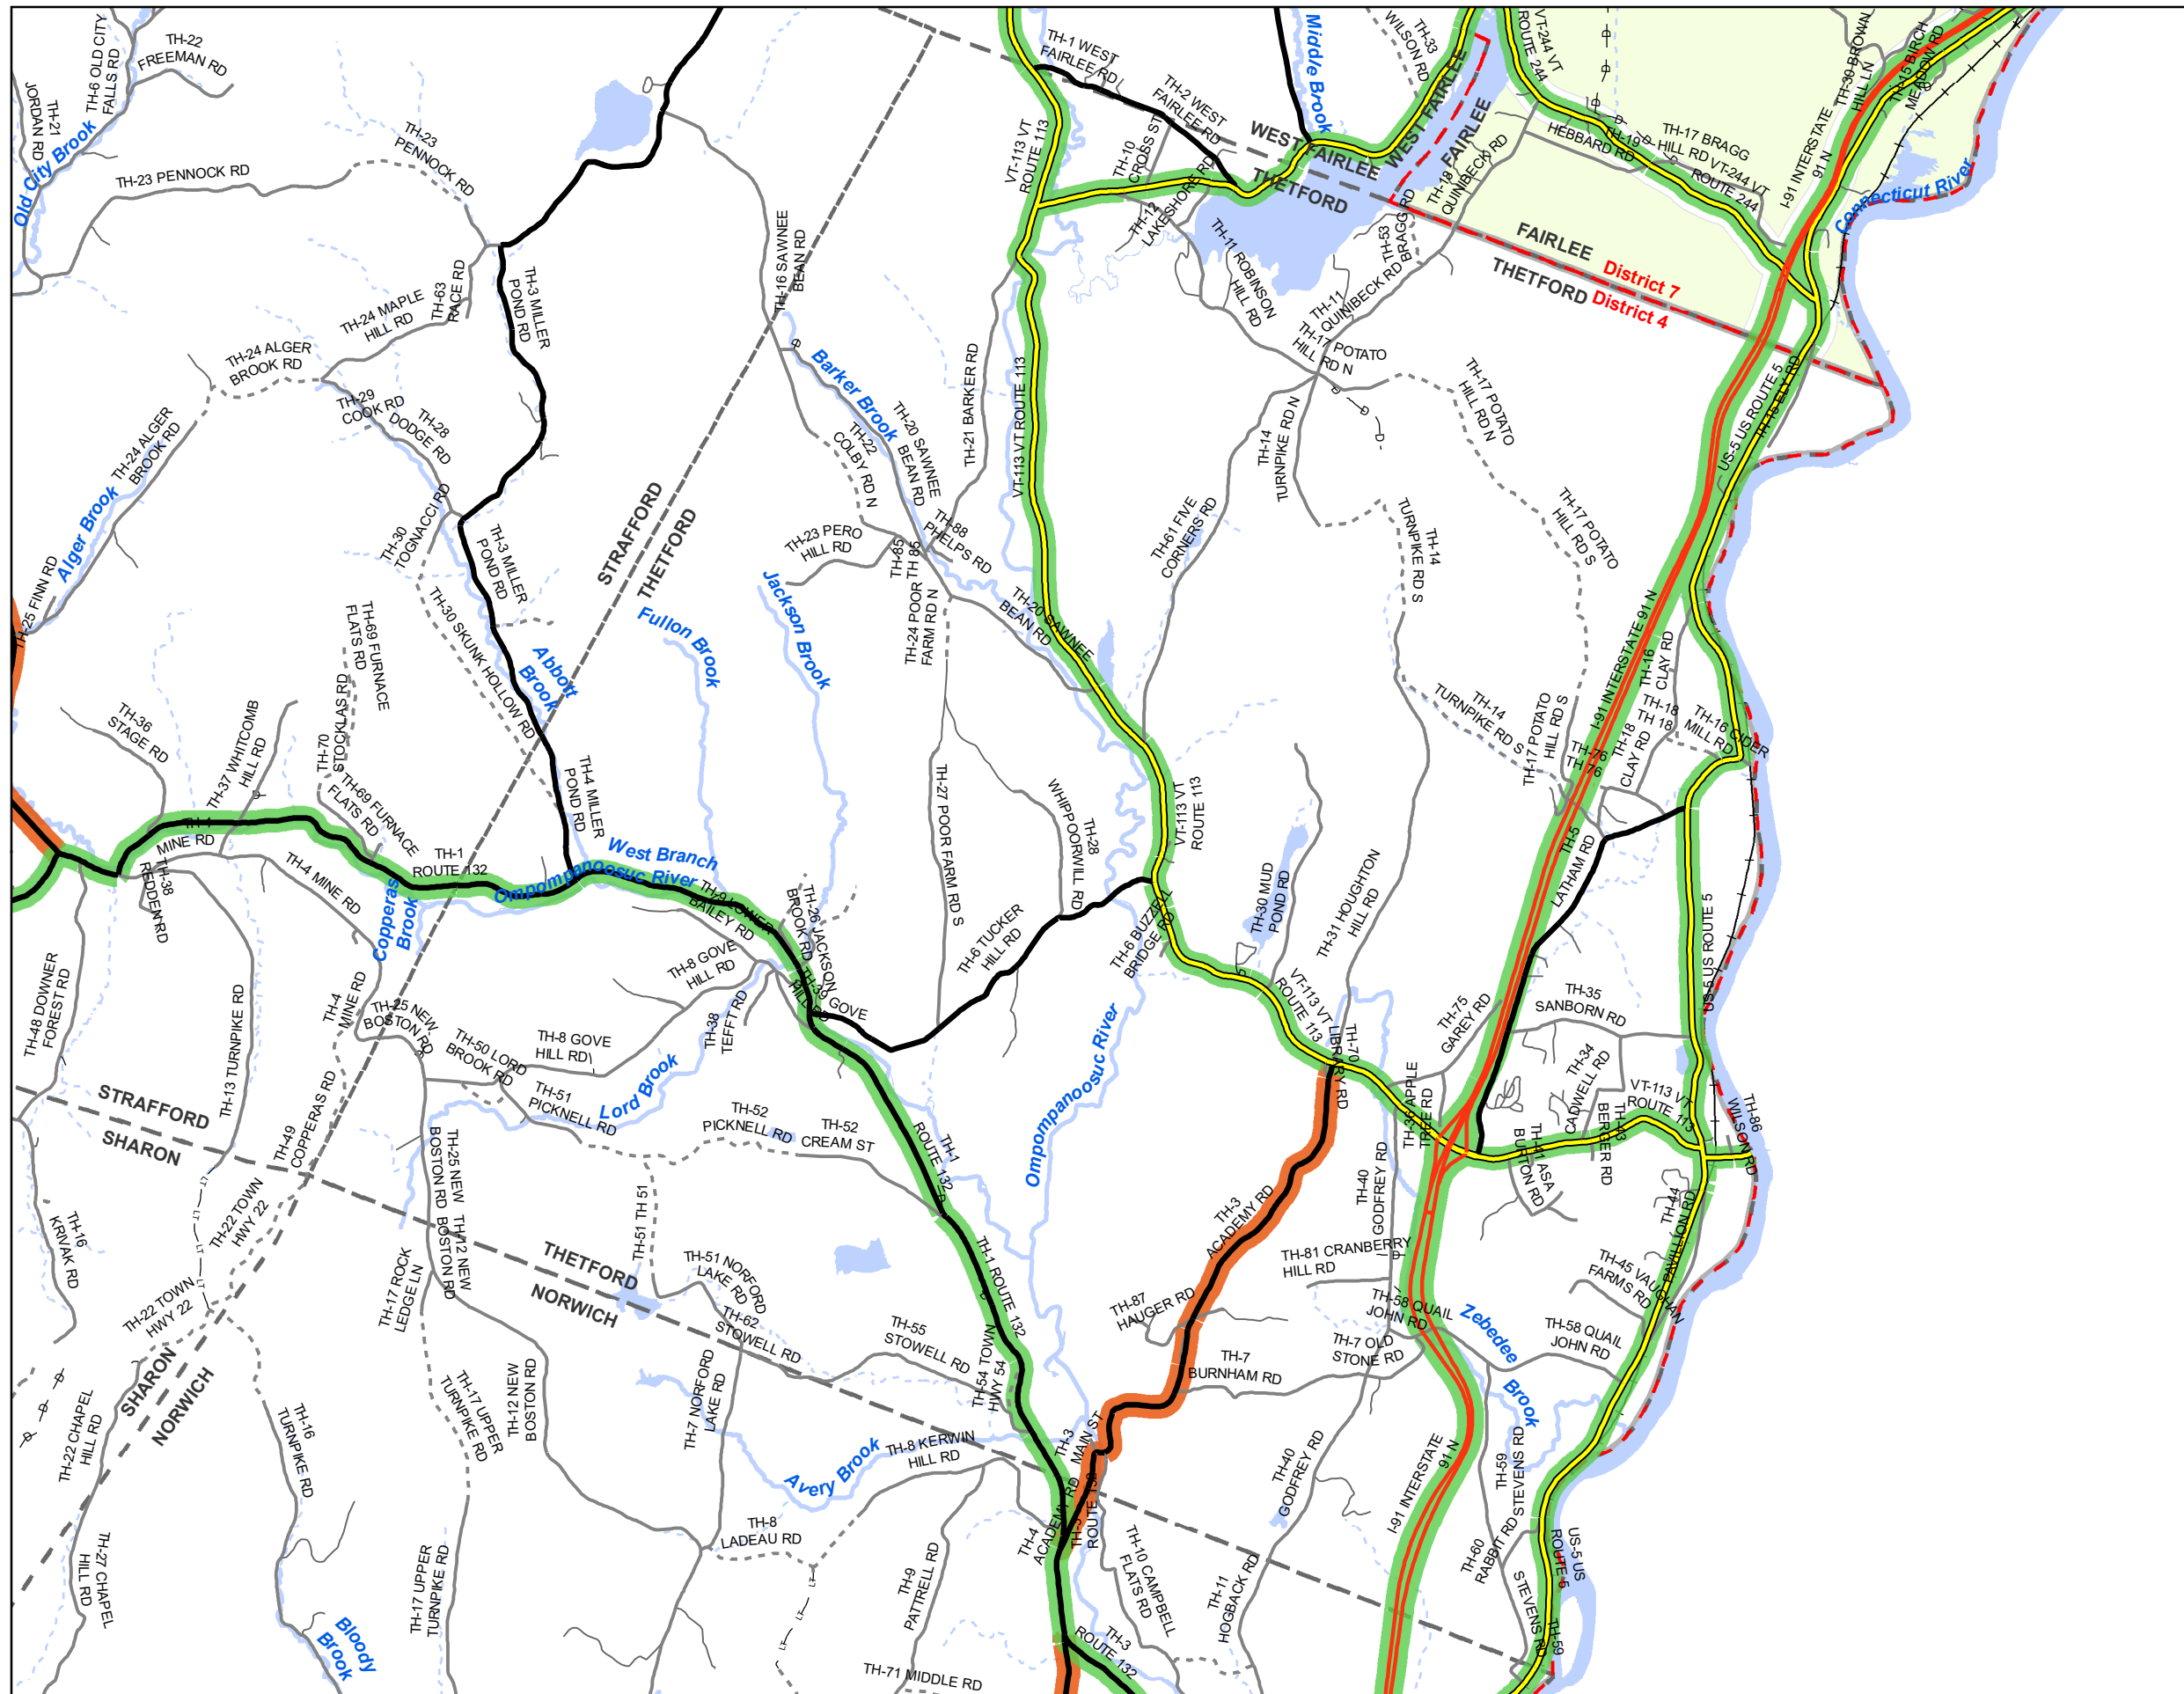 TH-22
FREEMAN RD
TH-6 OLD CITY
FALLS RD
TH-21
JORDAN RD
Old City Brook
TH-23 PENNOCK RD
TH-23
PENNOCK RD
TH-24 MAPLE
HILL RD
TH-63
RACE RD
TH-3 MILLER
POND RD
TH-24 ALGER
BROOK RD
TH-29
COOK RD
TH-28
DODGE RD
TH-24 ALGER
BROOK RD
Alger Brook
TH-25 FINN RD
TH-30
TOGNACCI RD
TH-3 MILLER
POND RD
TH-30 SKUNK HOLLOW RD
Abbott
Brook
STRAFFORD
THETFORD
TH-1 WEST
FAIRLEE RD
TH-2 WEST
FAIRLEE RD
Middle Brook
TH-33
WILSON RD
WEST FAIRLEE
FAIRLEE
WEST FAIRLEE
THETFORD
VT-244 VT
ROUTE 244
TH-30 BROWN
HILL LN
TH-15 BIRCH
MEADOW RD
I-91 INTERSTATE
91 N
TH-17 BRAGG
HILL RD
VT-244 VT
ROUTE 244
TH-19
HEBBARD RD
TH-18
QUINIBECK RD
Connecticut River
VT-113 VT
ROUTE 113
TH-10
CROSS ST
TH-12
LAKESHORE RD
TH-11 ROBINSON
HILL RD
TH-53
BRAGG RD
TH-11
QUINIBECK RD
FAIRLEE
THETFORD
District 7
District 4
TH-16 SAWNEE
BEAN RD
Barker Brook
TH-22
COLBY RD N
TH-20 SAWNEE
BEAN RD
TH-21 BARKER RD
VT-113 VT ROUTE 113
TH-17 POTATO
HILL RD N
TH-17 POTATO
HILL RD N
TH-14
TURNPIKE RD N
TH-61 FIVE
CORNERS RD
TH-14
TURNPIKE RD S
TH-17 POTATO
HILL RD S
US-5 US ROUTE 5
TH-15 ELY RD
TH-23 PERO
HILL RD
TH-85
TH 85
TH-88
PHELPS RD
TH-24 POOR
FARM RD N
TH-20 SAWNEE
BEAN RD
Jackson Brook
Fullon Brook
I-91 INTERSTATE 91 N
TH-16
CLAY RD
TH-18
TH 18
TH-16 CIDER
MILL RD
TH-18
CLAY RD
TH-76
TH 76
TH-17 POTATO
HILL RD S
TH-14
TURNPIKE RD S
TH-69 FURNACE
FLATS RD
TH-70
STOCKLAS RD
TH-69 FURNACE
FLATS RD
TH-36
STAGE RD
TH-37 WHITCOMB
HILL RD
TH-1
MINE RD
TH-38
REDDEN RD
TH-4 MINE RD
TH-1
ROUTE 132
TH-4 MILLER
POND RD
West Branch
Ompompanoosuc River
Copperas
Brook
TH-9 LOWER
BAILEY RD
TH-26 JACKSON
BROOK RD
TH-8 GOVE
HILL RD
TH-39 GOVE
HILL RD
TH-38
TEFFT RD
TH-27 POOR FARM RD S
TH-28
WHIPPOORWILL RD
TH-6 TUCKER
HILL RD
TH-6 BUZZELL
BRIDGE RD
VT-113 VT
ROUTE 113
TH-30 MUD
POND RD
TH-31 HOUGHTON
HILL RD
TH-5
LATHAM RD
US-5 US ROUTE 5
TH-35
SANBORN RD
TH-75
GAREY RD
VT-113 VT
ROUTE 113
TH-70
LIBRARY RD
TH-36 APPLE
TREE RD
TH-34
CADWELL RD
VT-113 VT
ROUTE 113
TH-43
BERGER RD
TH-41 ASA
BURTON RD
TH-86
WILSON RD
TH-48 DOWNER
FOREST RD
TH-13 TURNPIKE RD
TH-4
MINE RD
TH-25 NEW
BOSTON RD
TH-50 LORD
BROOK RD
TH-8 GOVE
HILL RD
TH-51
PICKNELL RD
Lord Brook
TH-52
PICKNELL RD
TH-52
CREAM ST
TH-1
ROUTE 132
Ompompanoosuc River
STRAFFORD
SHARON
TH-49
COPPERAS RD
TH-22 TOWN
HWY 22
TH-16
KRIVAK RD
TH-22 TOWN
HWY 22
TH-25 NEW
BOSTON RD
TH-12 NEW
BOSTON RD
TH-17 ROCK
LEDGE LN
THETFORD
NORWICH
TH-51 TH 51
TH-51 NORFORD
LAKE RD
TH-62
STOWELL RD
TH-55
STOWELL RD
TH-1 ROUTE 132
TH-54 TOWN
HWY 54
TH-3
ACADEMY RD
TH-40
GODFREY RD
TH-81 CRANBERRY
HILL RD
TH-87
HAUGER RD
TH-7
BURNHAM RD
TH-7 OLD
STONE RD
TH-58 QUAIL
JOHN RD
Zebedee
Brook
TH-58 QUAIL
JOHN RD
TH-45 VAUGHAN
FARMS RD
TH-44
PAVILLION RD
SHARON
NORWICH
TH-22 CHAPEL
HILL RD
TH-27 CHAPEL
HILL RD
TH-16
TURNPIKE RD
TH-17 UPPER
TURNPIKE RD
TH-12 NEW
BOSTON RD
TH-17 UPPER
TURNPIKE RD
Bloody
Brook
TH-7 NORFORD
LAKE RD
Avery Brook
TH-8 KERWIN
HILL RD
TH-8
LADEAU RD
TH-9
PATTRELL RD
TH-71 MIDDLE RD
TH-3
MAIN ST
TH-4
ACADEMY RD
TH-3
ROUTE 132
TH-10 CAMPBELL
FLATS RD
TH-3
ROUTE 132
TH-11
HOGBACK RD
TH-40
GODFREY RD
I-91 INTERSTATE
91 N
TH-59
STEVENS RD
TH-60
RABBIT RD
US-5 US
ROUTE 5
TH-59
STEVENS RD